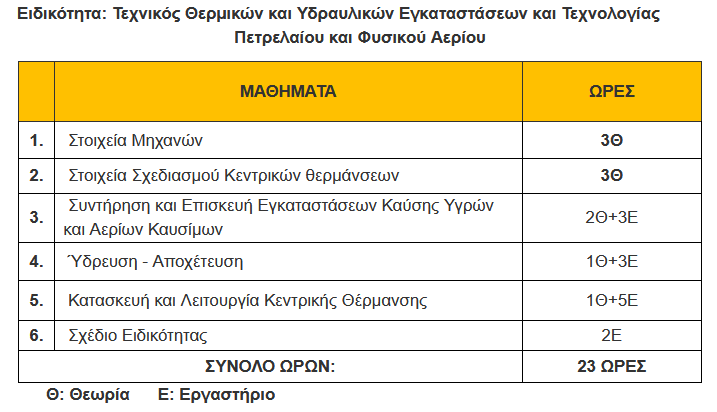 Ειδικότητα: Τεχνικός Θερμικών και Υδραυλικών Εγκαταστάσεων και Τεχνολογίας
Πετρελαίου και Φυσικού Αερίου
ΜΑΘΗΜΑΤΑ ΩΡΕΣ
1. Στοιχεία Μηχανών 3Θ
2. Στοιχεία Σχεδιασμού Κεντρικών θερμάνσεων 3Θ
3. Συντήρηση και Επισκευή Εγκαταστάσεων Καύσης Υγρών
και Αερίων Καυσίμων 2Θ+3Ε
4. Ύδρευση - Αποχέτευση 1Θ+3Ε
5. Κατασκευή και Λειτουργία Κεντρικής Θέρμανσης 1Θ+5Ε
6. Σχέδιο Ειδικότητας 2Ε
ΣΥΝΟΛΟ ΩΡΩΝ: 23 ΩΡΕΣ
Θ: Θεωρία Ε: Εργαστήριο